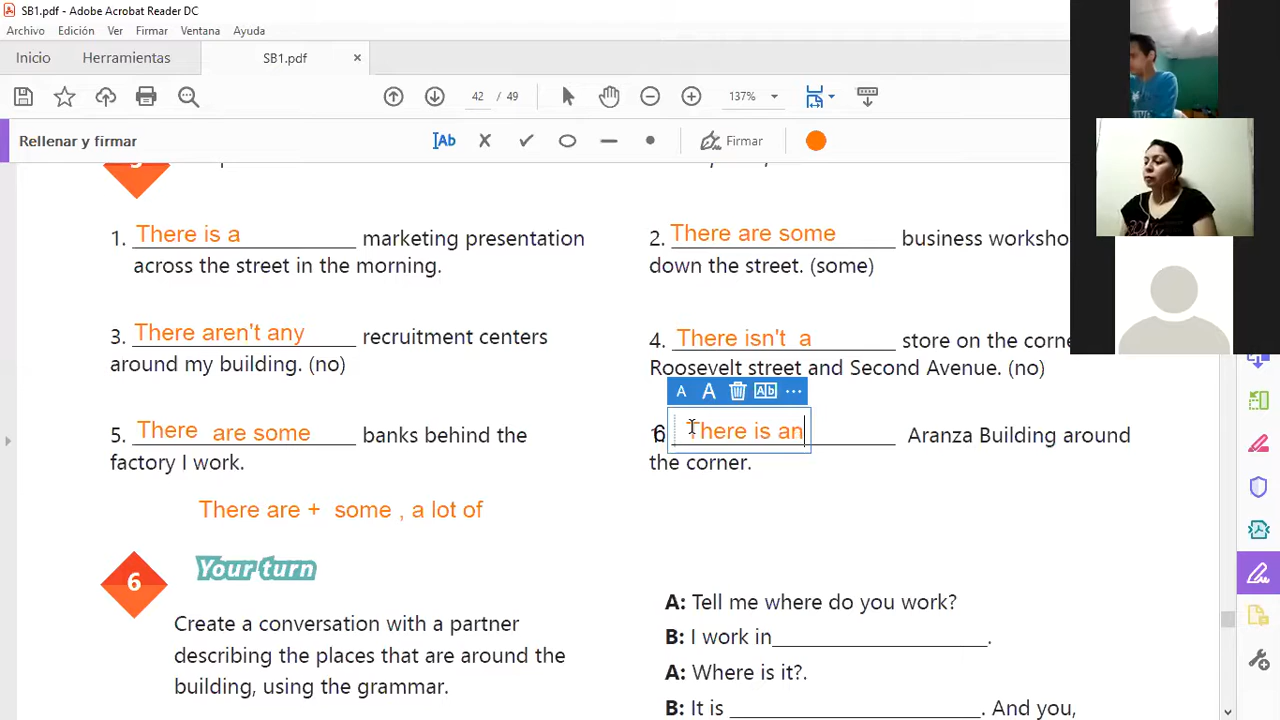 SB1.pdf - Adobe Acrobat Reader DC
Archivo Edición Ver Firmar Ventana Ayuda
Inicio Herramientas SB1.pdf ×
42 / 49 137%
Rellenar y firmar Ab Firmar
1. There is a marketing presentation
across the street in the morning.
2. There are some business worksho
down the street. (some)
3. There aren't any recruitment centers
around my building. (no)
4. There isn't a store on the corne
Roosevelt street and Second Avenue. (no)
A A Ab ...
5. There are some banks behind the
factory I work.
6 There is an Aranza Building around
the corner.
There are + some , a lot of
6 Your turn
Create a conversation with a partner
describing the places that are around the
building, using the grammar.
A: Tell me where do you work?
B: I work in___________________.
A: Where is it?.
B: It is ______________________. And you,